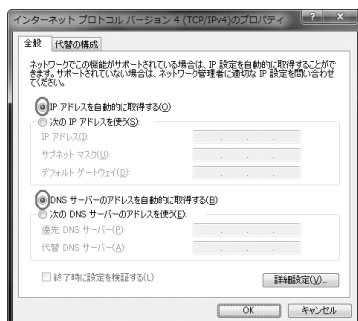 インターネット プロトコル バージョン 4 (TCP/IPv4)のプロパティ
全般 代替の構成
ネットワークでこの機能がサポートされている場合は、IP 設定を自動的に取得することがで
きます。サポートされていない場合は、ネットワーク管理者に適切な IP 設定を問い合わせ
てください。
IP アドレスを自動的に取得する(O)
次の IP アドレスを使う(S):
IP アドレス(I):
サブネット マスク(U):
デフォルト ゲートウェイ(D):
DNS サーバーのアドレスを自動的に取得する(B)
次の DNS サーバーのアドレスを使う(E):
優先 DNS サーバー(P):
代替 DNS サーバー(A):
終了時に設定を検証する(L)
詳細設定(V)...
OK キャンセル